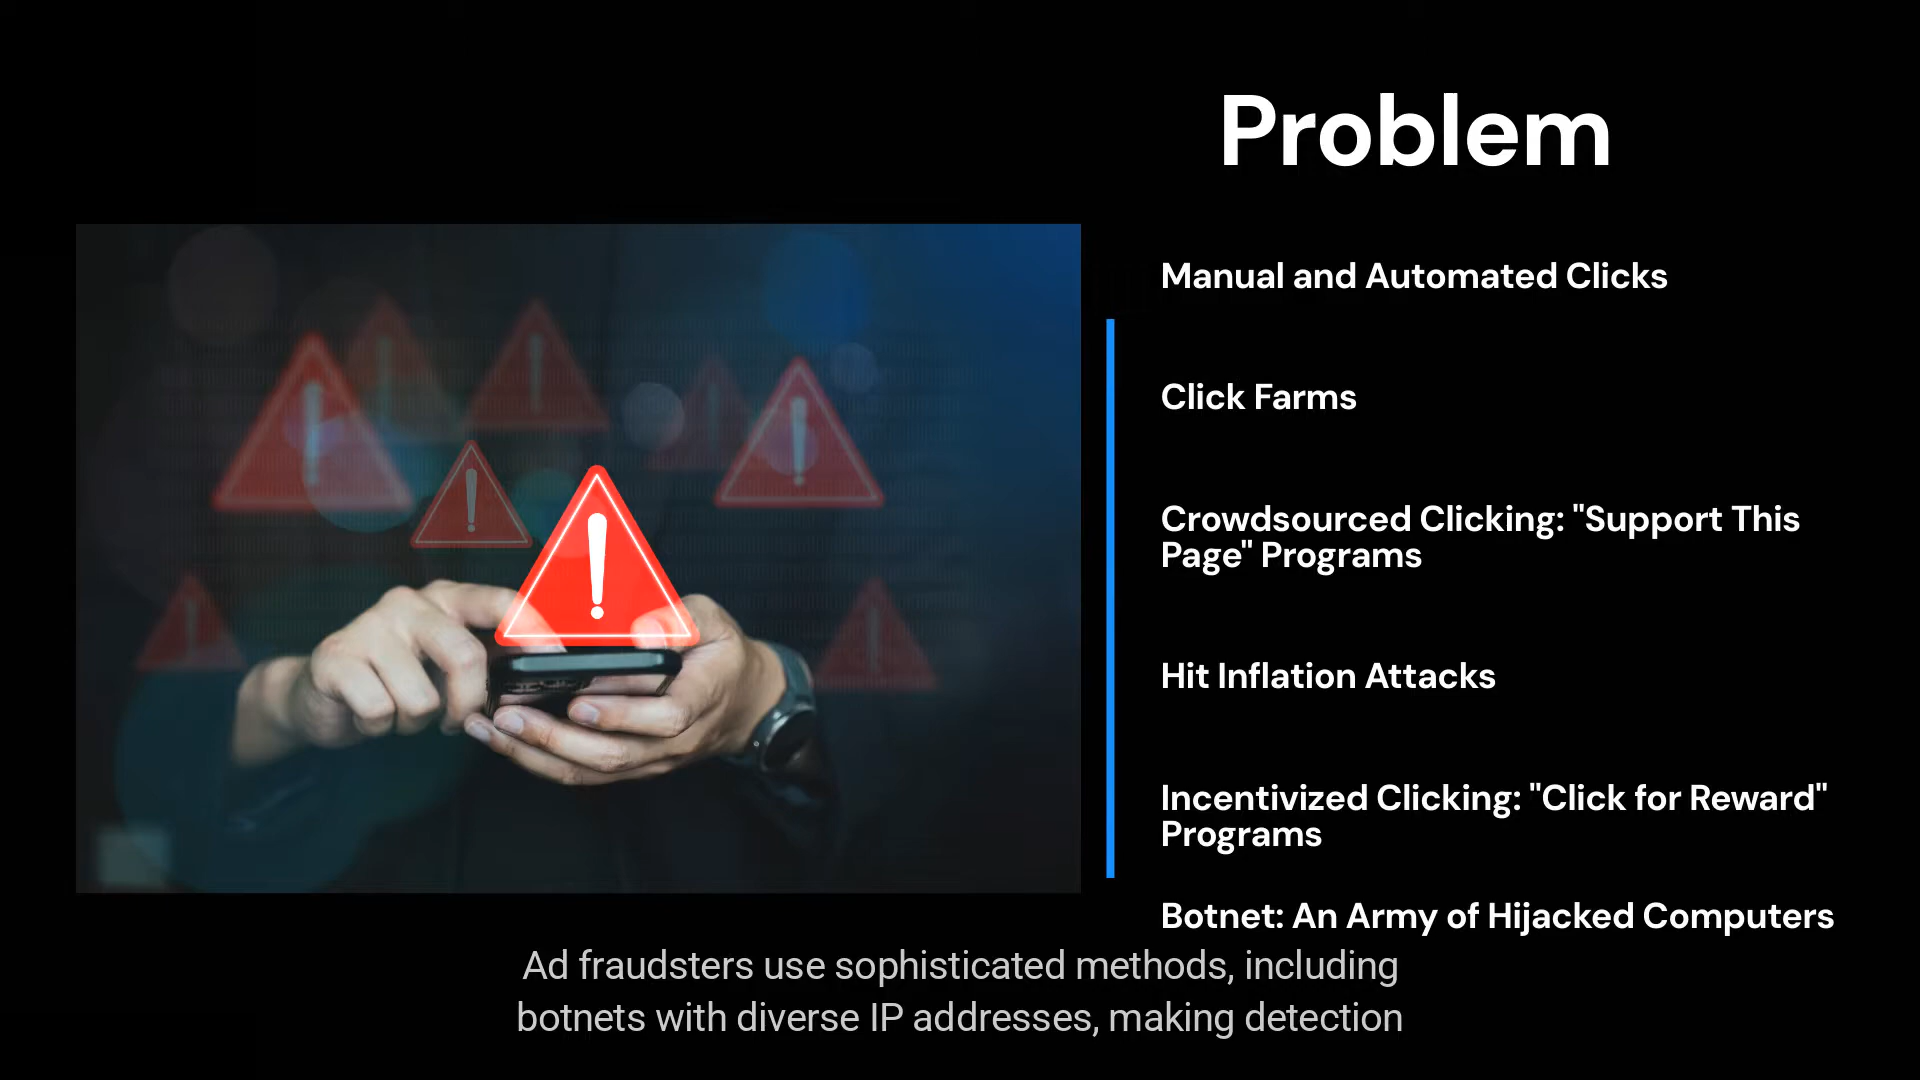 Problem
Manual and Automated Clicks
Click Farms
Crowdsourced Clicking: "Support This
Page" Programs
Hit Inflation Attacks
Incentivized Clicking: "Click for Reward"
Programs
Botnet: An Army of Hijacked Computers
Ad fraudsters use sophisticated methods, including
botnets with diverse IP addresses, making detection